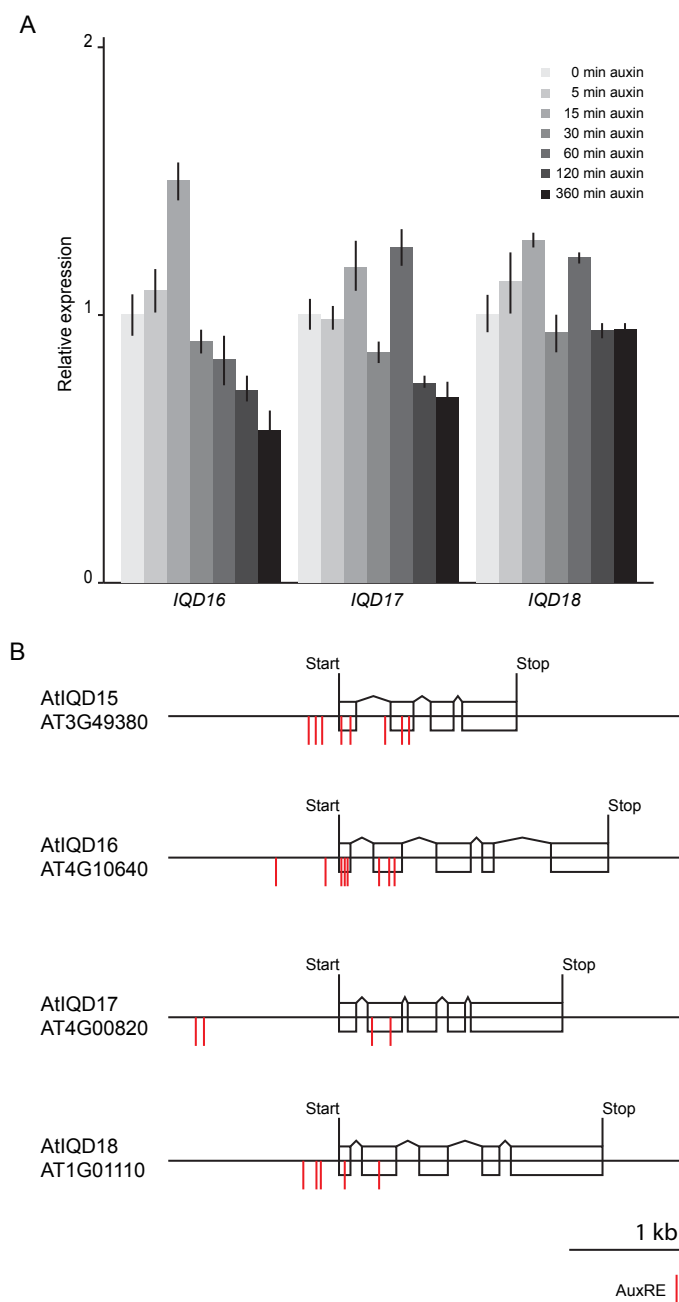 A
2
1
0
Relative expression
0 min auxin
5 min auxin
15 min auxin
30 min auxin
60 min auxin
120 min auxin
360 min auxin
IQD16
IQD17
IQD18
B
AtIQD15
AT3G49380
Start
Stop
AtIQD16
AT4G10640
Start
Stop
AtIQD17
AT4G00820
Start
Stop
AtIQD18
AT1G01110
Start
Stop
1 kb
AuxRE